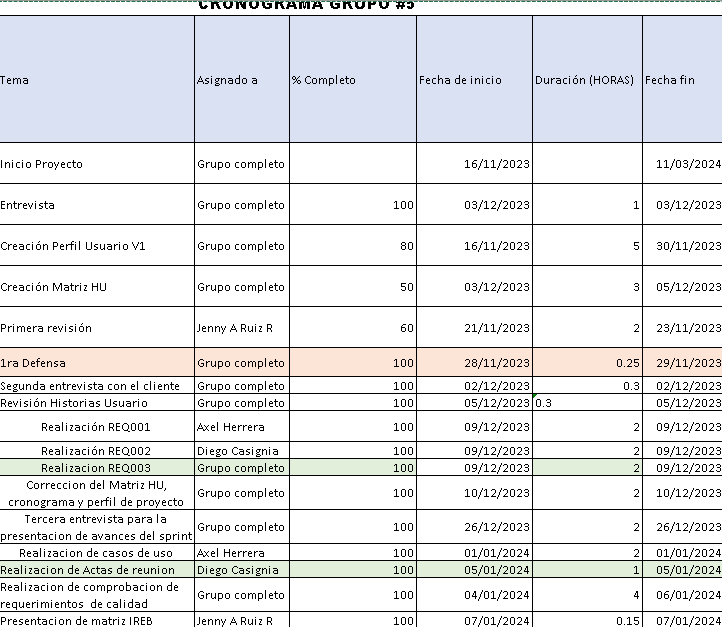 CRONOGRAMA GRUPO #5
Tema Asignado a % Completo Fecha de inicio Duración (HORAS) Fecha fin
Inicio Proyecto Grupo completo 16/11/2023 11/03/2024
Entrevista Grupo completo 100 03/12/2023 1 03/12/2023
Creación Perfil Usuario V1 Grupo completo 80 16/11/2023 5 30/11/2023
Creación Matriz HU Grupo completo 50 03/12/2023 3 05/12/2023
Primera revisión Jenny A Ruiz R 60 21/11/2023 2 23/11/2023
1ra Defensa Grupo completo 100 28/11/2023 0.25 29/11/2023
Segunda entrevista con el cliente Grupo completo 100 02/12/2023 0.3 02/12/2023
Revisión Historias Usuario Grupo completo 100 05/12/2023 0.3 05/12/2023
Realización REQ001 Axel Herrera 100 09/12/2023 2 09/12/2023
Realización REQ002 Diego Casignia 100 09/12/2023 2 09/12/2023
Realizacion REQ003 Grupo completo 100 09/12/2023 2 09/12/2023
Correccion del Matriz HU,
cronograma y perfil de proyecto Grupo completo 100 10/12/2023 2 10/12/2023
Tercera entrevista para la
presentacion de avances del sprint Grupo completo 100 26/12/2023 2 26/12/2023
Realizacion de casos de uso Axel Herrera 100 01/01/2024 2 01/01/2024
Realizacion de Actas de reunion Diego Casignia 100 05/01/2024 1 05/01/2024
Realizacion de comprobacion de
requerimientos de calidad Grupo completo 100 04/01/2024 4 06/01/2024
Presentacion de matriz IREB Jenny A Ruiz R 100 07/01/2024 0.15 07/01/2024